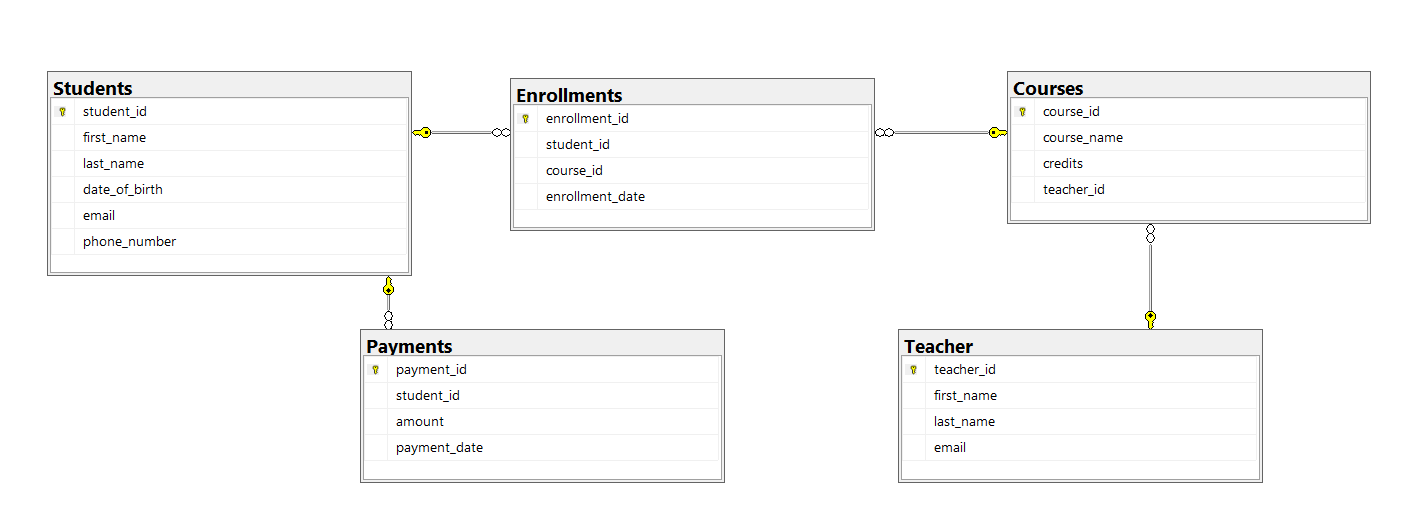 Students
student_id
first_name
last_name
date_of_birth
email
phone_number
Enrollments
enrollment_id
student_id
course_id
enrollment_date
Courses
course_id
course_name
credits
teacher_id
Payments
payment_id
student_id
amount
payment_date
Teacher
teacher_id
first_name
last_name
email